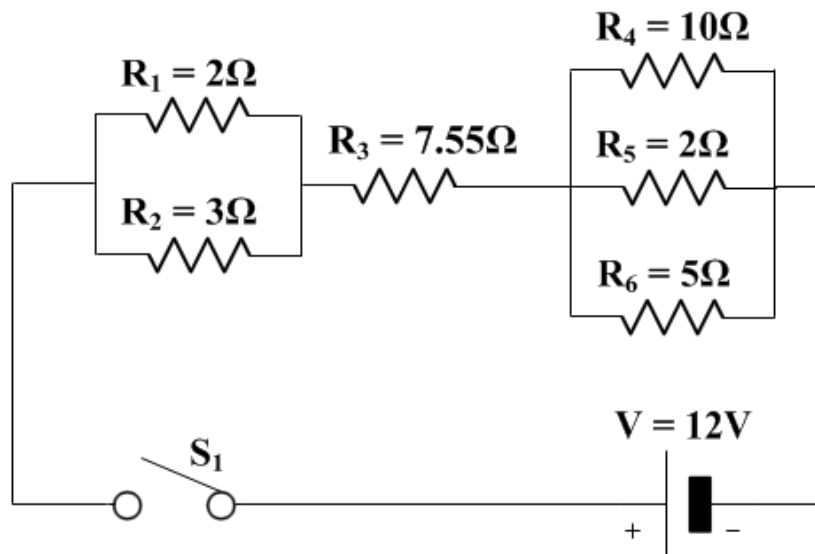 R₄ = 10Ω
R₁ = 2Ω
R₃ = 7.55Ω
R₅ = 2Ω
R₂ = 3Ω
R₆ = 5Ω
V = 12V
S₁
+ −